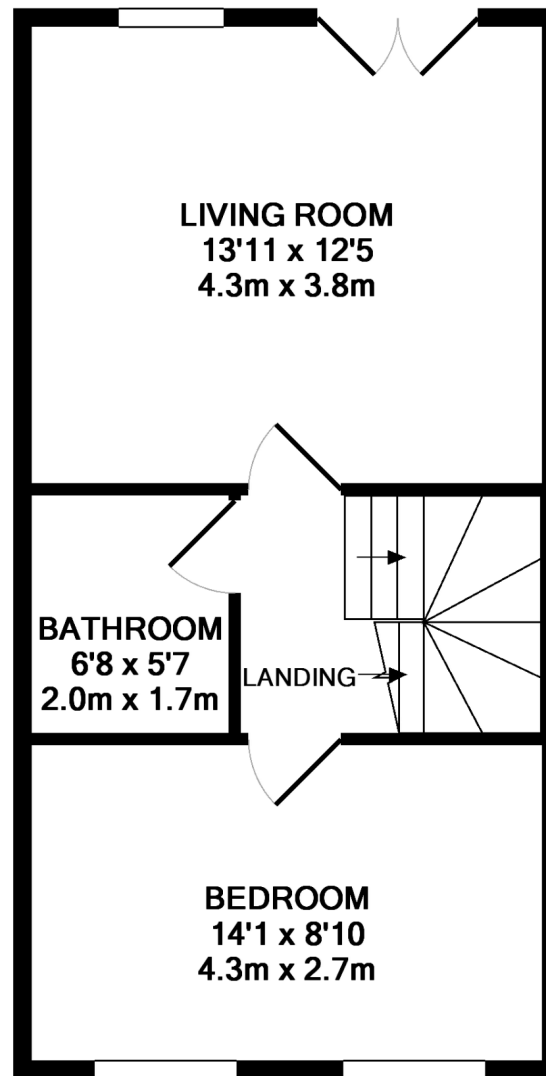 LIVING ROOM
13'11 x 12'5
4.3m x 3.8m
BATHROOM
6'8 x 5'7
2.0m x 1.7m
LANDING
BEDROOM
14'1 x 8'10
4.3m x 2.7m